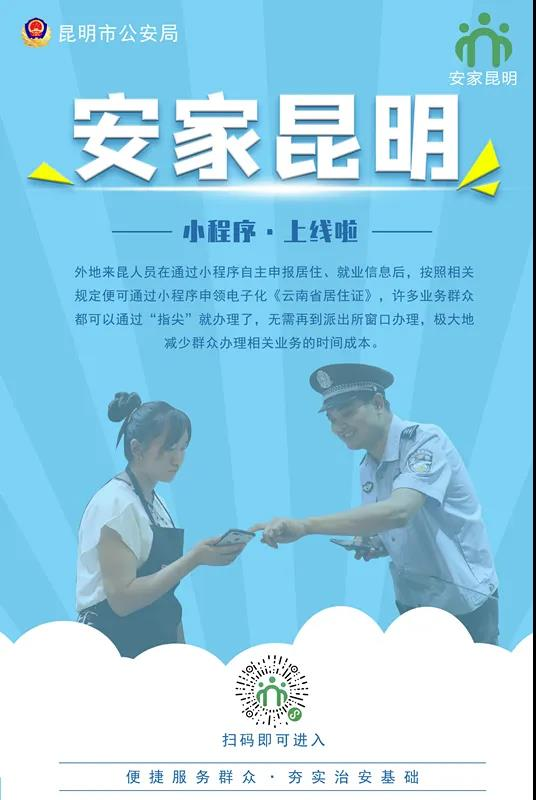 昆明市公安局
安家昆明
安家昆明
小程序·上线啦
外地来昆人员在通过小程序自主申报居住、就业信息后，按照相关
规定便可通过小程序申领电子化《云南省居住证》，许多业务群众
都可以通过“指尖”就办理了，无需再到派出所窗口办理，极大地
减少群众办理相关业务的时间成本。
扫码即可进入
便捷服务群众·夯实治安基础